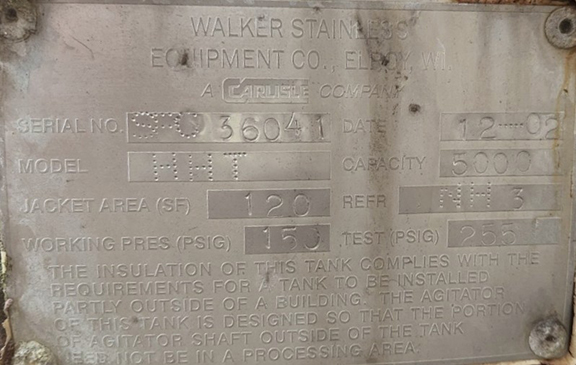 WALKER STAINLESS
EQUIPMENT CO., ELROY WI.
A CARLISLE COMPANY
SERIAL NO. 36041 DATE 12--02
MODEL HHT CAPACITY 5000
JACKET AREA (SF) 120 REFR NH 3
WORKING PRES (PSIG) 150 TEST (PSIG) 255
THE INSULATION OF THIS TANK COMPLIES WITH THE
REQUIREMENTS FOR A TANK TO BE INSTALLED
PARTLY OUTSIDE OF A BUILDING. THE AGITATOR
OF THIS TANK IS DESIGNED SO THAT THE PORTION
OF AGITATOR SHAFT OUTSIDE OF THE TANK
NEED NOT BE IN A PROCESSING AREA.